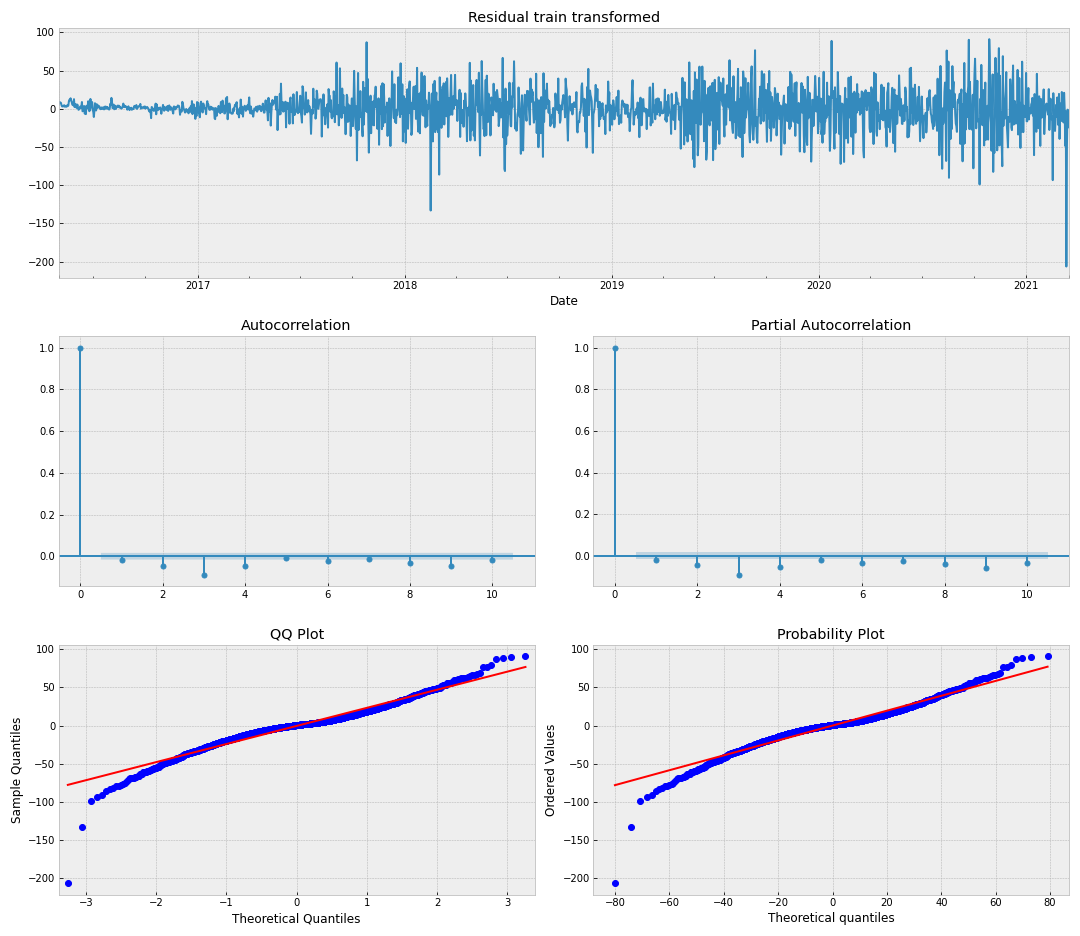 Residual train transformed
100
50
0
−50
−100
−150
−200
2017 2018 2019 2020 2021
Date
Autocorrelation
1.0
0.8
0.6
0.4
0.2
0.0
0 2 4 6 8 10
Partial Autocorrelation
1.0
0.8
0.6
0.4
0.2
0.0
0 2 4 6 8 10
QQ Plot
Sample Quantiles
100
50
0
−50
−100
−150
−200
−3 −2 −1 0 1 2 3
Theoretical Quantiles
Probability Plot
Ordered Values
100
50
0
−50
−100
−150
−200
−80 −60 −40 −20 0 20 40 60 80
Theoretical quantiles